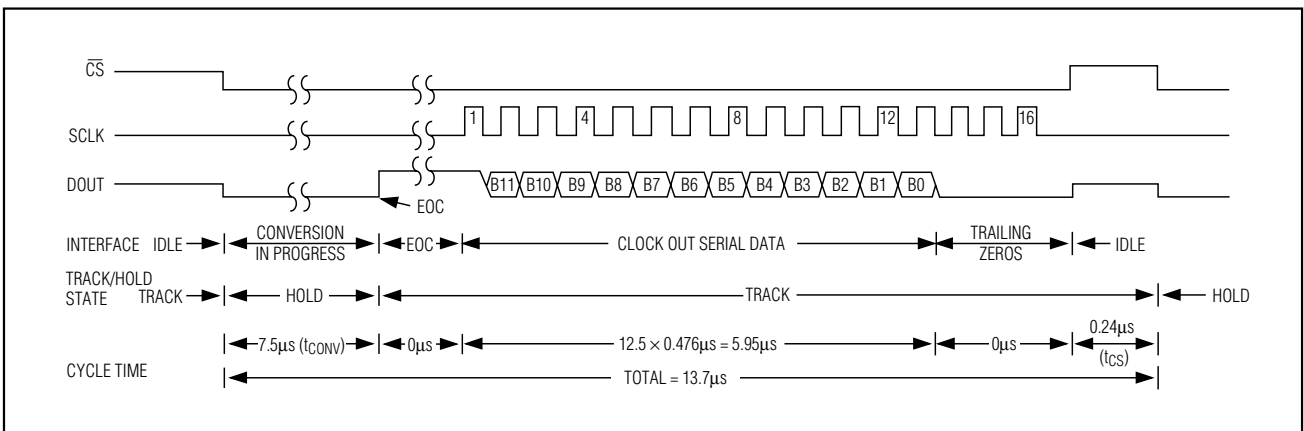 CS
SCLK 1 4 8 12 16
DOUT B11 B10 B9 B8 B7 B6 B5 B4 B3 B2 B1 B0
EOC
INTERFACE IDLE CONVERSION IN PROGRESS EOC CLOCK OUT SERIAL DATA TRAILING ZEROS IDLE
TRACK/HOLD
STATE TRACK HOLD TRACK HOLD
7.5µs (tCONV) 0µs 12.5 × 0.476µs = 5.95µs 0µs 0.24µs (tCS)
CYCLE TIME
TOTAL = 13.7µs